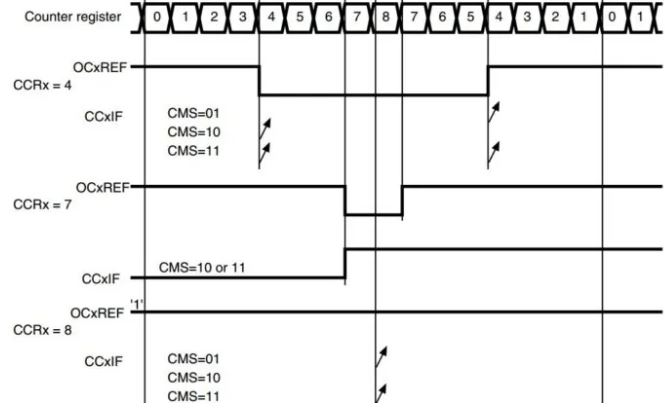 Counter register 0 1 2 3 4 5 6 7 8 7 6 5 4 3 2 1 0 1
OCxREF
CCRx = 4
CCxIF CMS=01
CMS=10
CMS=11
OCxREF
CCRx = 7
CMS=10 or 11
CCxIF
'1'
OCxREF
CCRx = 8
CCxIF CMS=01
CMS=10
CMS=11